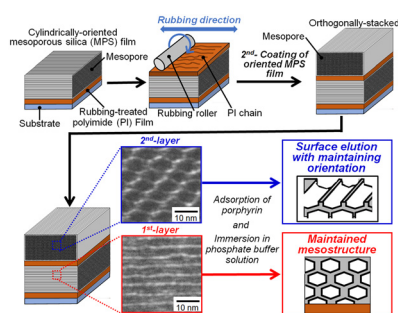 Cylindrically-oriented
mesoporous silica (MPS) film
Mesopore
Rubbing-treated
polyimide (PI) Film
Substrate
Rubbing direction
Rubbing roller
PI chain
2nd- Coating of
oriented MPS
film
Orthogonally-stacked
Mesopore
2nd-layer
10 nm
1st-layer
10 nm
Adsorption of
porphyrin
and
Immersion in
phosphate buffer
solution
Surface elution
with maintaining
orientation
Maintained
mesostructure